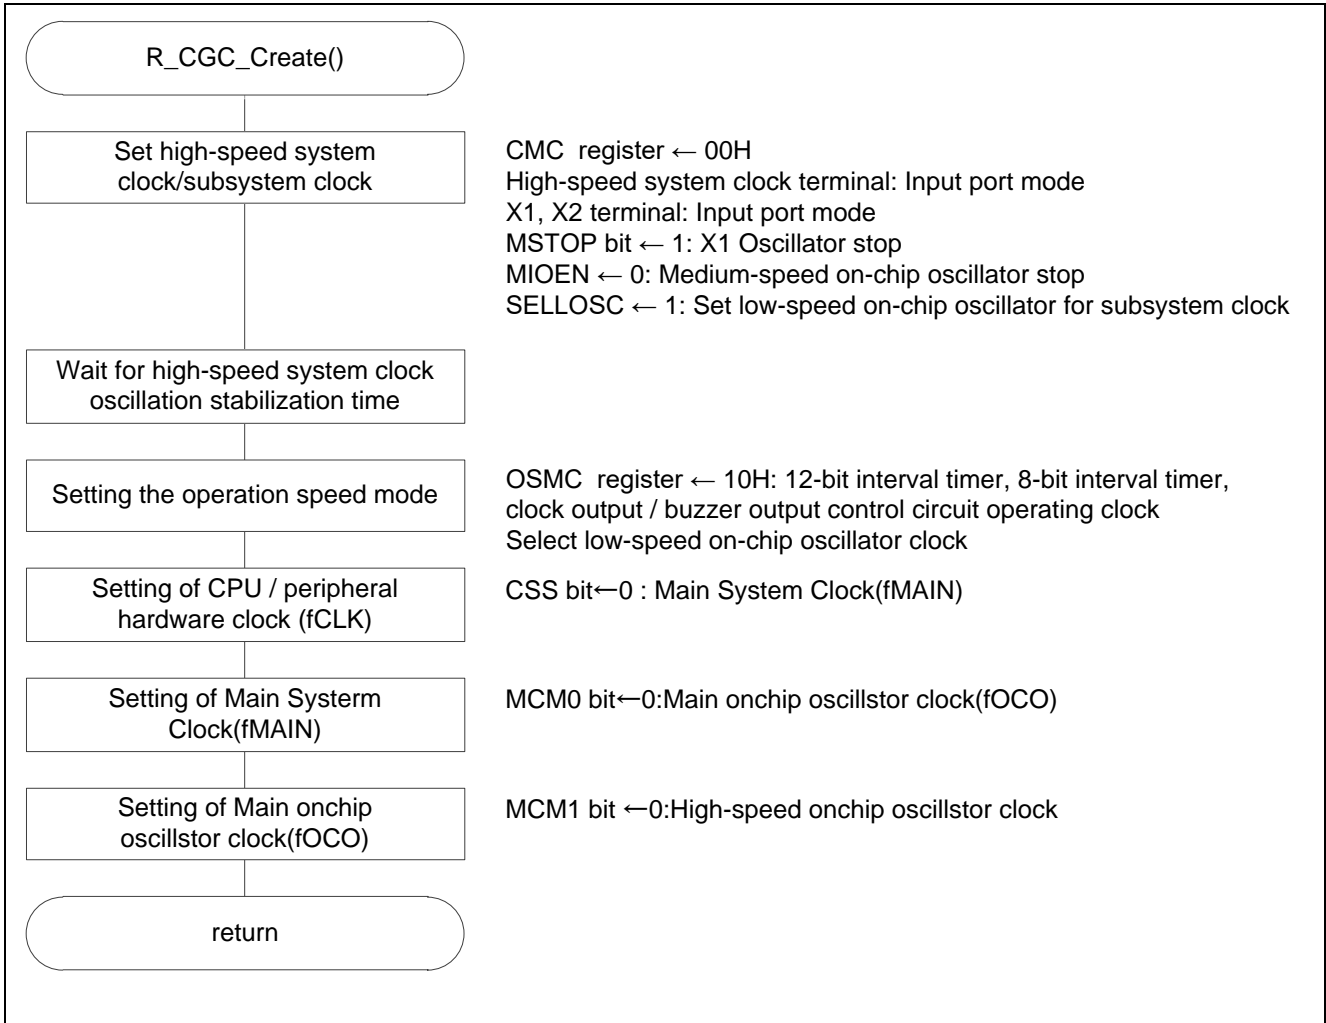 R_CGC_Create()
Set high-speed system
clock/subsystem clock
CMC  register ← 00H
High-speed system clock terminal: Input port mode
X1, X2 terminal: Input port mode
MSTOP bit ← 1: X1 Oscillator stop
MIOEN ← 0: Medium-speed on-chip oscillator stop
SELLOSC ← 1: Set low-speed on-chip oscillator for subsystem clock
Wait for high-speed system clock
oscillation stabilization time
Setting the operation speed mode
OSMC  register ← 10H: 12-bit interval timer, 8-bit interval timer,
clock output / buzzer output control circuit operating clock
Select low-speed on-chip oscillator clock
Setting of CPU / peripheral
hardware clock (fCLK)
CSS bit←0 : Main System Clock(fMAIN)
Setting of Main Systerm
Clock(fMAIN)
MCM0 bit←0:Main onchip oscillstor clock(fOCO)
Setting of Main onchip
oscillstor clock(fOCO)
MCM1 bit ←0:High-speed onchip oscillstor clock
return